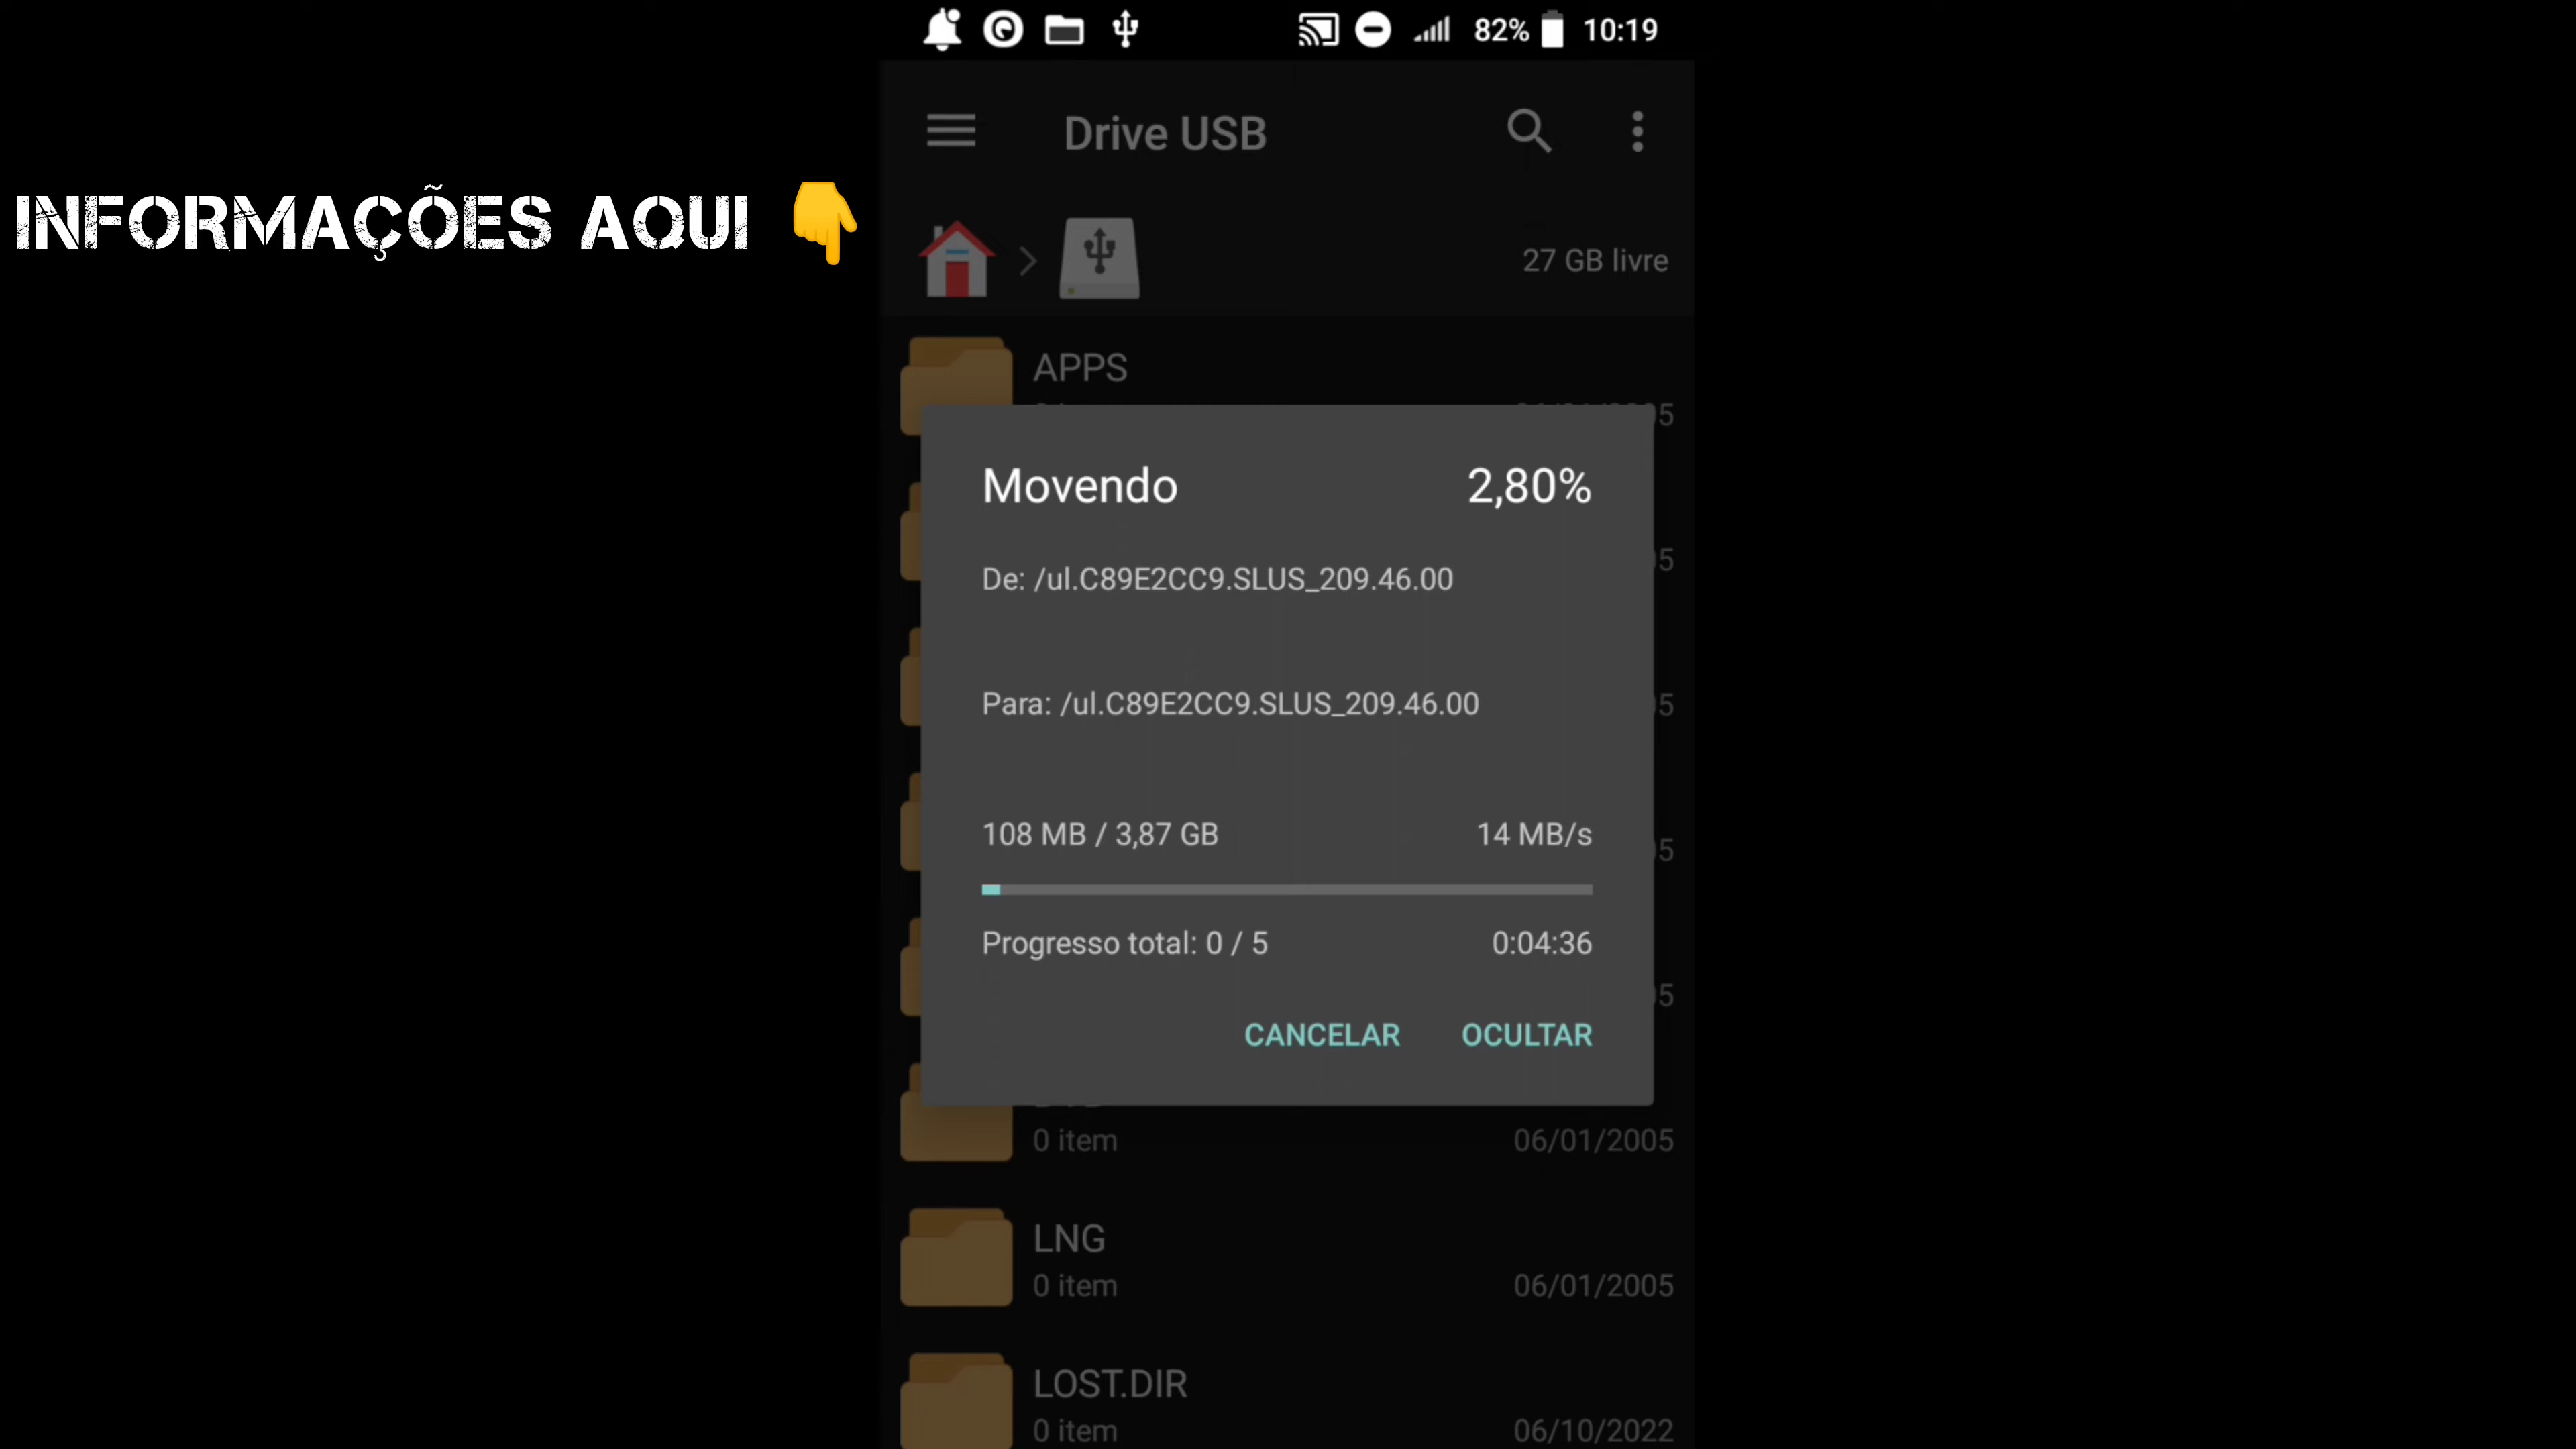 82% 10:19
Drive USB
INFORMAÇÕES AQUI
27 GB livre
APPS
Movendo 2,80%
De: /ul.C89E2CC9.SLUS_209.46.00
Para: /ul.C89E2CC9.SLUS_209.46.00
108 MB / 3,87 GB 14 MB/s
Progresso total: 0 / 5 0:04:36
CANCELAR OCULTAR
0 item 06/01/2005
LNG
0 item 06/01/2005
LOST.DIR
0 item 06/10/2022